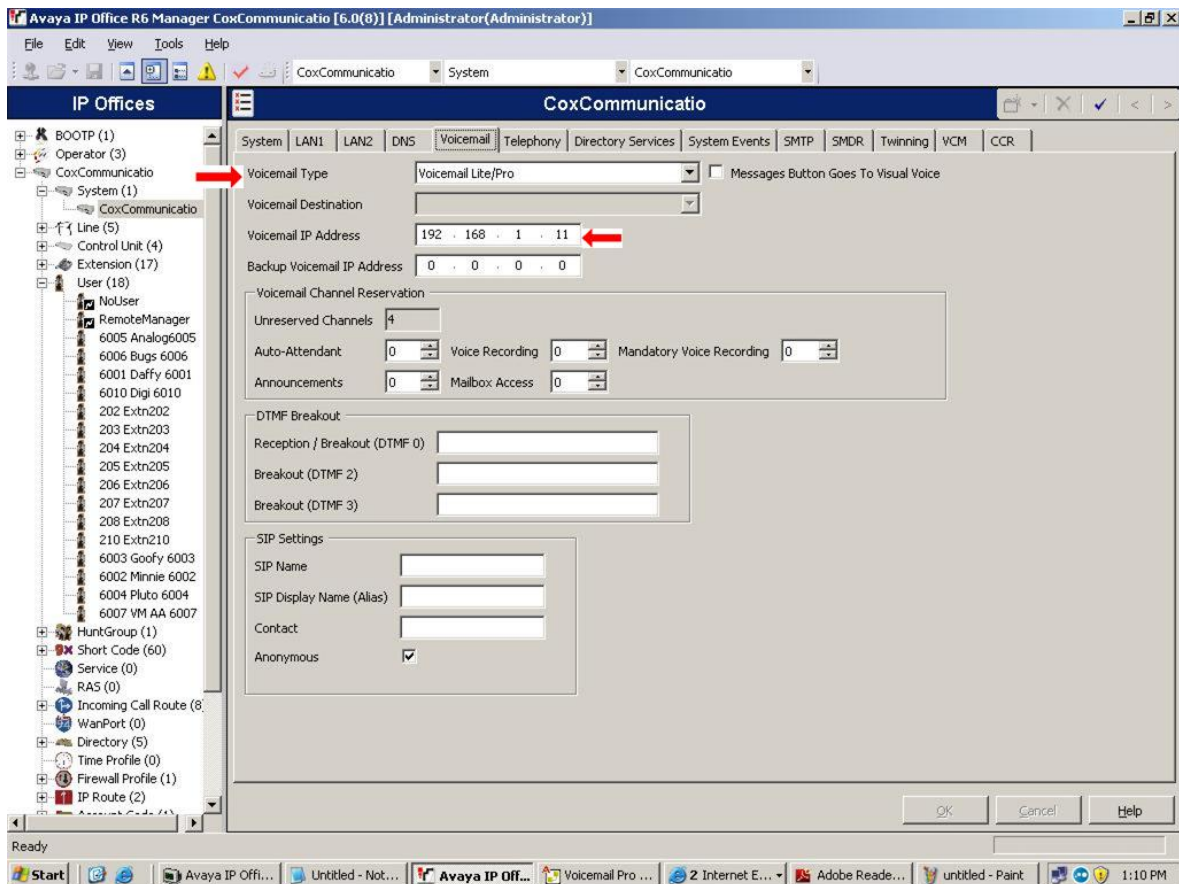 Avaya IP Office R6 Manager CoxCommunicatio [6.0(8)] [Administrator(Administrator)]
File Edit View Tools Help
CoxCommunicatio System CoxCommunicatio
IP Offices
CoxCommunicatio
BOOTP (1)
Operator (3)
CoxCommunicatio
System (1)
CoxCommunicatio
Line (5)
Control Unit (4)
Extension (17)
User (18)
NoUser
RemoteManager
6005 Analog6005
6006 Bugs 6006
6001 Daffy 6001
6010 Digi 6010
202 Extn202
203 Extn203
204 Extn204
205 Extn205
206 Extn206
207 Extn207
208 Extn208
210 Extn210
6003 Goofy 6003
6002 Minnie 6002
6004 Pluto 6004
6007 VM AA 6007
HuntGroup (1)
Short Code (60)
Service (0)
RAS (0)
Incoming Call Route (8
WanPort (0)
Directory (5)
Time Profile (0)
Firewall Profile (1)
IP Route (2)
System LAN1 LAN2 DNS Voicemail Telephony Directory Services System Events SMTP SMDR Twinning VCM CCR
Voicemail Type Voicemail Lite/Pro Messages Button Goes To Visual Voice
Voicemail Destination
Voicemail IP Address 192 . 168 . 1 . 11
Backup Voicemail IP Address 0 . 0 . 0 . 0
Voicemail Channel Reservation
Unreserved Channels 4
Auto-Attendant 0 Voice Recording 0 Mandatory Voice Recording 0
Announcements 0 Mailbox Access 0
DTMF Breakout
Reception / Breakout (DTMF 0)
Breakout (DTMF 2)
Breakout (DTMF 3)
SIP Settings
SIP Name
SIP Display Name (Alias)
Contact
Anonymous
OK Cancel Help
Ready
Start Avaya IP Offi... Untitled - Not... Avaya IP Off... Voicemail Pro ... 2 Internet E... Adobe Reade... untitled - Paint 1:10 PM